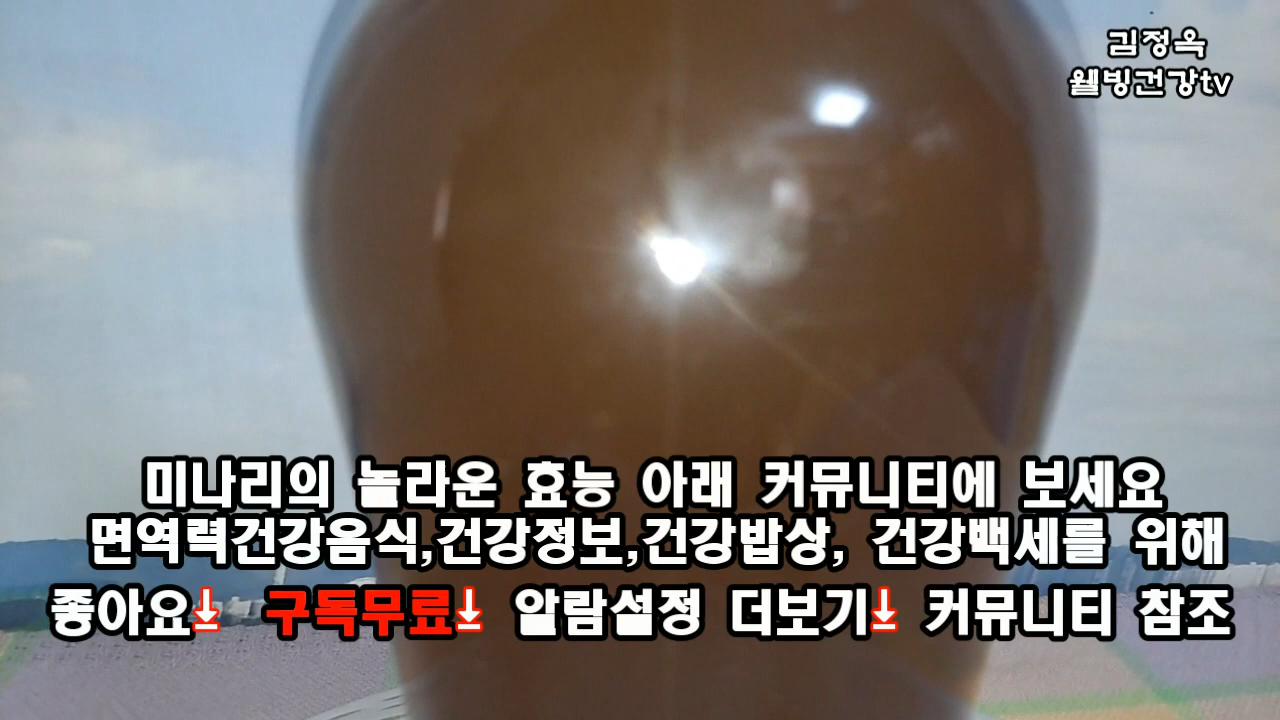 김정옥
웰빙건강tv
미나리의 놀라운 효능 아래 커뮤니티에 보세요
면역력건강음식,건강정보,건강밥상, 건강백세를 위해
좋아요↓ 구독무료↓ 알람설정 더보기↓ 커뮤니티 참조